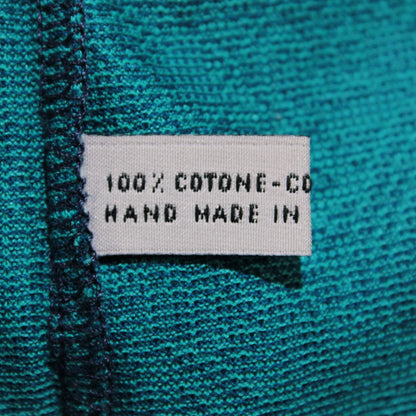 100% COTONE-CO
HAND MADE IN